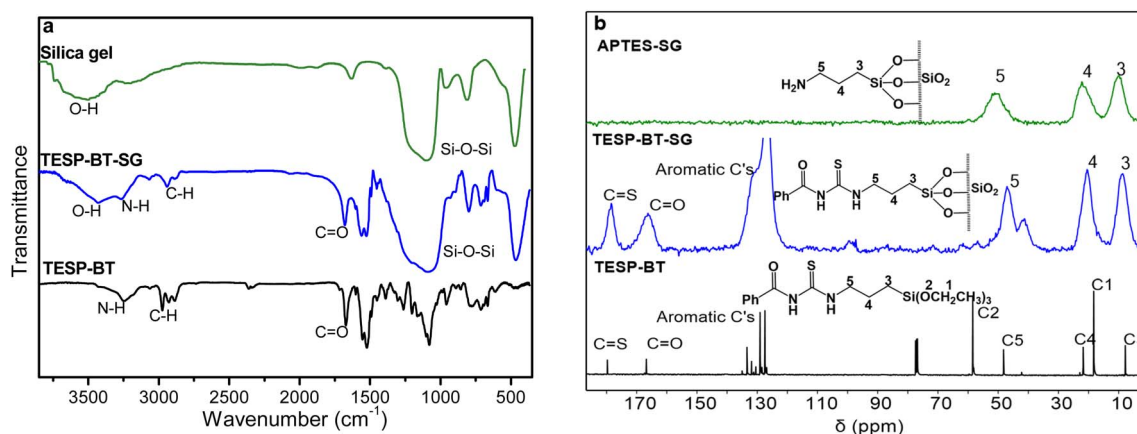 a
Silica gel
O-H
Si-O-Si
TESP-BT-SG
C-H
O-H
N-H
C=O
Si-O-Si
TESP-BT
N-H
C-H
C=O
Transmittance
3500 3000 2500 2000 1500 1000 500
Wavenumber (cm-1)
b
APTES-SG
5 3
H2N 4 Si O O O SiO2
5 4 3
TESP-BT-SG
Aromatic C's
C=S
C=O
O S
Ph N H N H 5 4 3 Si O O O SiO2
5 4 3
TESP-BT
O S
Ph N H N H 5 4 3 2 1
Si(OCH2CH3)3
Aromatic C's
C=S C=O
C2 C1
C5 C4 C
170 150 130 110 90 70 50 30 10
δ (ppm)